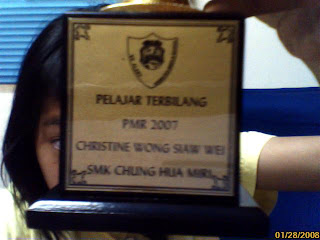 PELAJAR TERBILANG
PMR 2007
CHRISTINE WONG SIAW WEI
SMK CHUNG HUA MIRI
01/28/2008